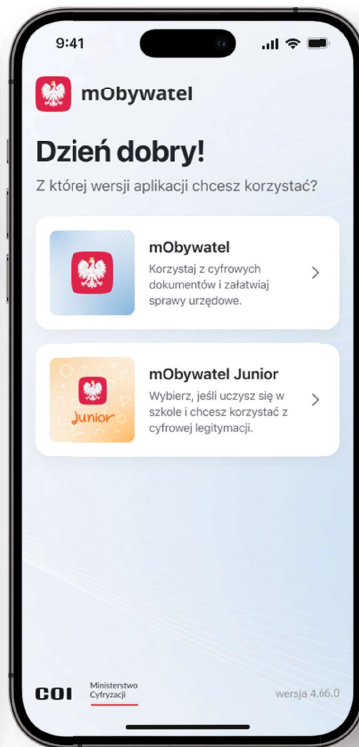 9:41
mObywatel
Dzień dobry!
Z której wersji aplikacji chcesz korzystać?
mObywatel
Korzystaj z cyfrowych
dokumentów i załatwiaj
sprawy urzędowe.
junior
mObywatel Junior
Wybierz, jeśli uczysz się w
szkole i chcesz korzystać z
cyfrowej legitymacji.
COI
Ministerstwo
Cyfryzacji
wersja 4.66.0